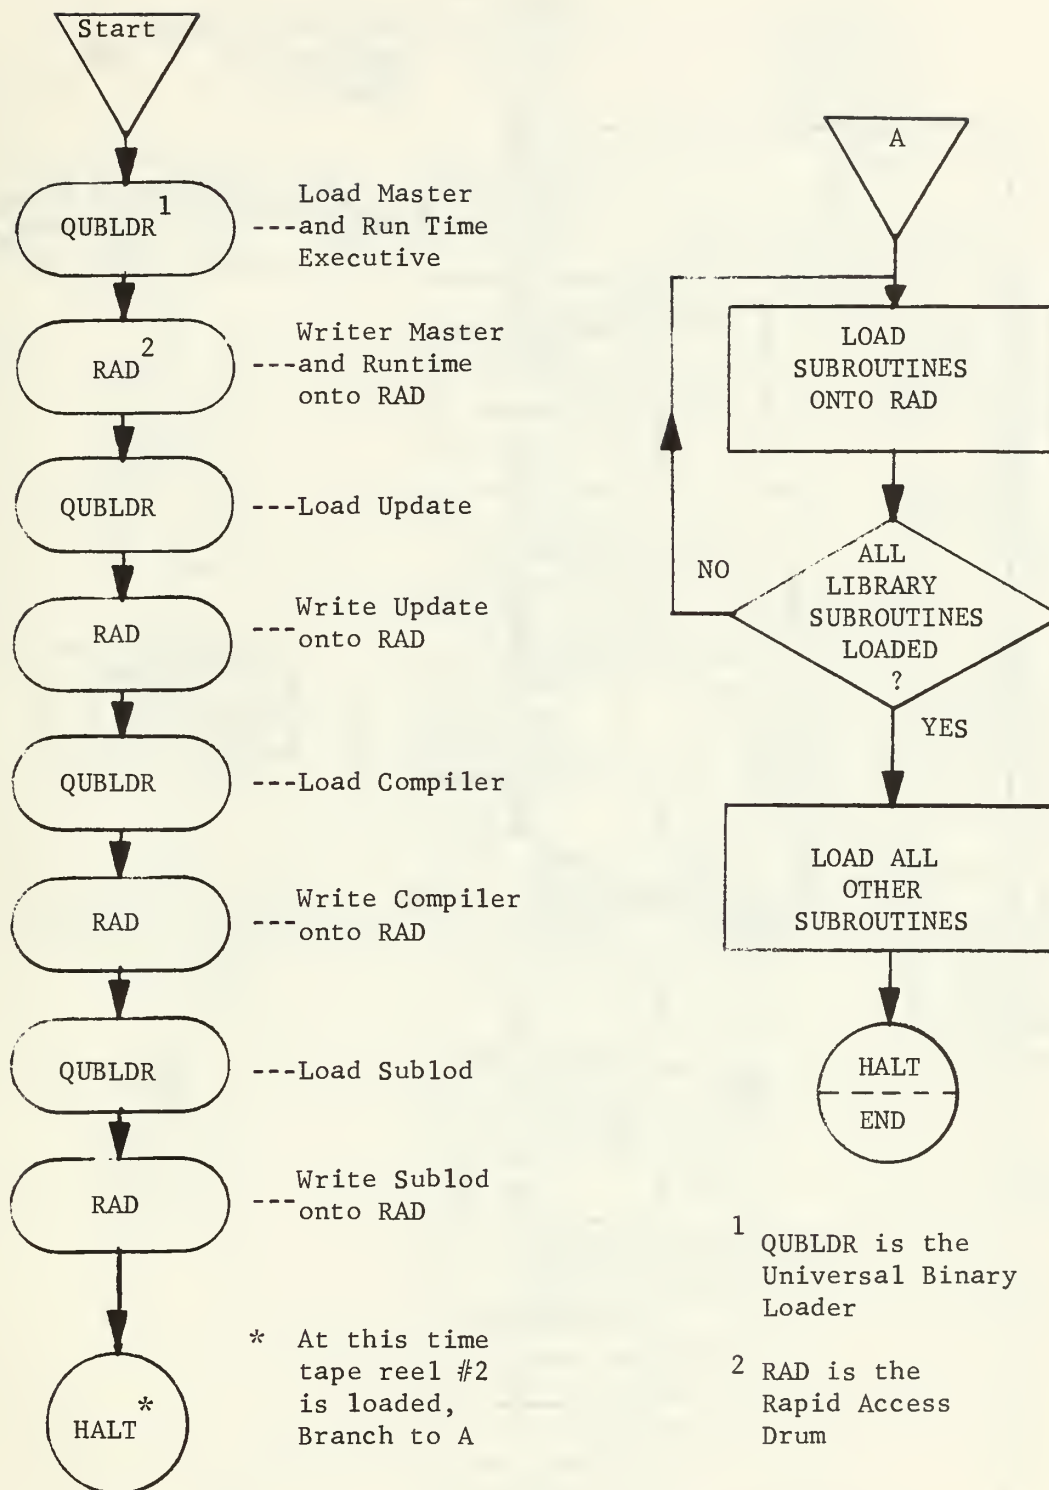 Start
QUBLDR1
---Load Master
and Run Time
Executive
RAD2
---Writer Master
and Runtime
onto RAD
QUBLDR
---Load Update
RAD
---Write Update
onto RAD
QUBLDR
---Load Compiler
RAD
---Write Compiler
onto RAD
QUBLDR
---Load Sublod
RAD
---Write Sublod
onto RAD
HALT*
* At this time
tape reel #2
is loaded,
Branch to A
A
LOAD
SUBROUTINES
ONTO RAD
ALL
LIBRARY
SUBROUTINES
LOADED
?
NO
YES
LOAD ALL
OTHER
SUBROUTINES
HALT
END
1 QUBLDR is the
Universal Binary
Loader
2 RAD is the
Rapid Access
Drum